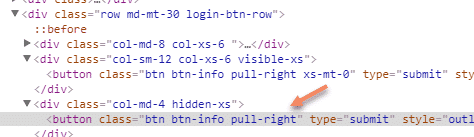 ▼<div class="row md-mt-30 login-btn-row">
::before
▶<div class="col-md-8 col-xs-6 ">…</div>
▼<div class="col-sm-12 col-xs-6 visible-xs">
<button class="btn btn-info pull-right xs-mt-0" type="submit" sty
</div>
▼<div class="col-md-4 hidden-xs">
<button class="btn btn-info pull-right" type="submit" style="outl
</div>